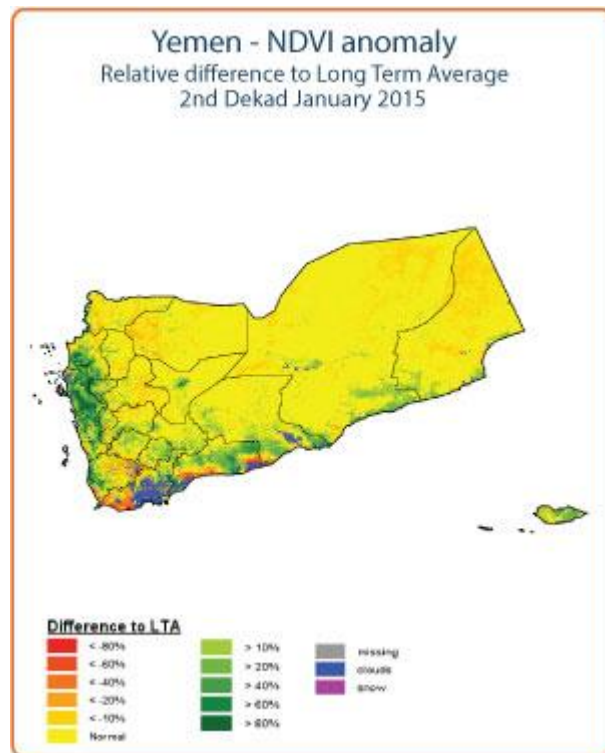 Yemen - NDVI anomaly
Relative difference to Long Term Average
2nd Dekad January 2015
Difference to LTA
< -80%
< -60%
< -40%
< -20%
< -10%
Normal
> 10%
> 20%
> 40%
> 60%
> 80%
missing
clouds
snow